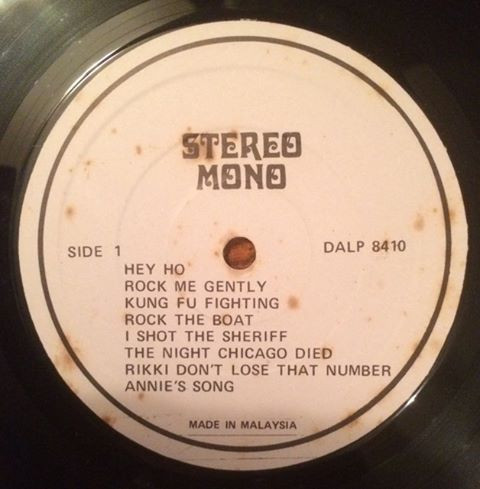 STEREO
MONO
SIDE 1
DALP 8410
HEY HO
ROCK ME GENTLY
KUNG FU FIGHTING
ROCK THE BOAT
I SHOT THE SHERIFF
THE NIGHT CHICAGO DIED
RIKKI DON'T LOSE THAT NUMBER
ANNIE'S SONG
MADE IN MALAYSIA